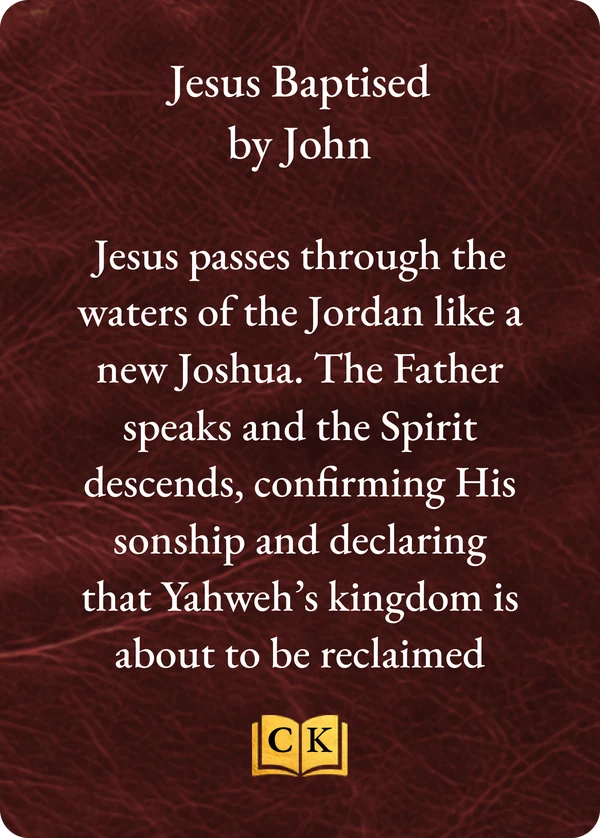 Jesus Baptised
by John
Jesus passes through the
waters of the Jordan like a
new Joshua. The Father
speaks and the Spirit
descends, confirming His
sonship and declaring
that Yahweh’s kingdom is
about to be reclaimed
C K